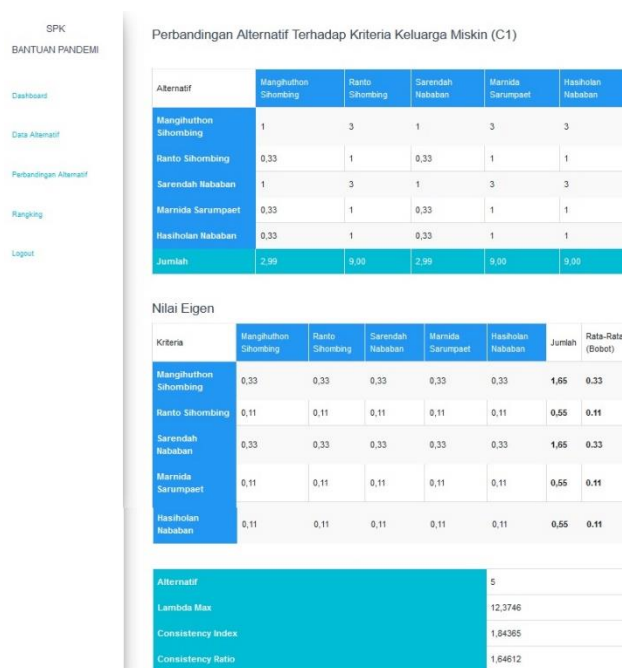 SPK
BANTUAN PANDEMI
Dashboard
Data Alternatif
Perbandingan Alternatif
Rangking
Logout
Perbandingan Alternatif Terhadap Kriteria Keluarga Miskin (C1)
Alternatif Mangihuthon Sihombing Ranto Sihombing Sarendah Nababan Marnida Sarumpaet Hasiholan Nababan
Mangihuthon Sihombing 1 3 1 3 3
Ranto Sihombing 0,33 1 0,33 1 1
Sarendah Nababan 1 3 1 3 3
Marnida Sarumpaet 0,33 1 0,33 1 1
Hasiholan Nababan 0,33 1 0,33 1 1
Jumlah 2,99 9,00 2,99 9,00 9,00
Nilai Eigen
Kriteria Mangihuthon Sihombing Ranto Sihombing Sarendah Nababan Marnida Sarumpaet Hasiholan Nababan Jumlah Rata-Rata (Bobot)
Mangihuthon Sihombing 0,33 0,33 0,33 0,33 0,33 1,65 0.33
Ranto Sihombing 0,11 0,11 0,11 0,11 0,11 0,55 0.11
Sarendah Nababan 0,33 0,33 0,33 0,33 0,33 1,65 0.33
Marnida Sarumpaet 0,11 0,11 0,11 0,11 0,11 0,55 0.11
Hasiholan Nababan 0,11 0,11 0,11 0,11 0,11 0,55 0.11
Alternatif 5
Lambda Max 12,3746
Consistency Index 1,84365
Consistency Ratio 1,64612